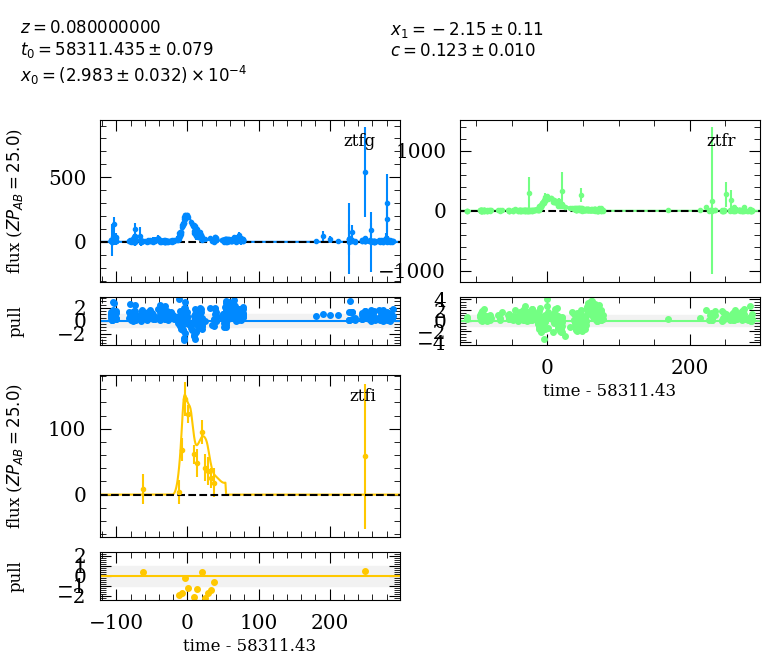 z = 0.080000000
t₀ = 58311.435 ± 0.079
x₀ = (2.983 ± 0.032) × 10⁻⁴
x₁ = −2.15 ± 0.11
c = 0.123 ± 0.010
ztfg
flux (ZP_AB = 25.0)
500
0
pull
2
0
−2
ztfr
1000
0
−1000
4
2
0
−2
−4
0
200
time - 58311.43
ztfi
flux (ZP_AB = 25.0)
100
0
pull
2
1
0
−1
−2
−100
0
100
200
time - 58311.43